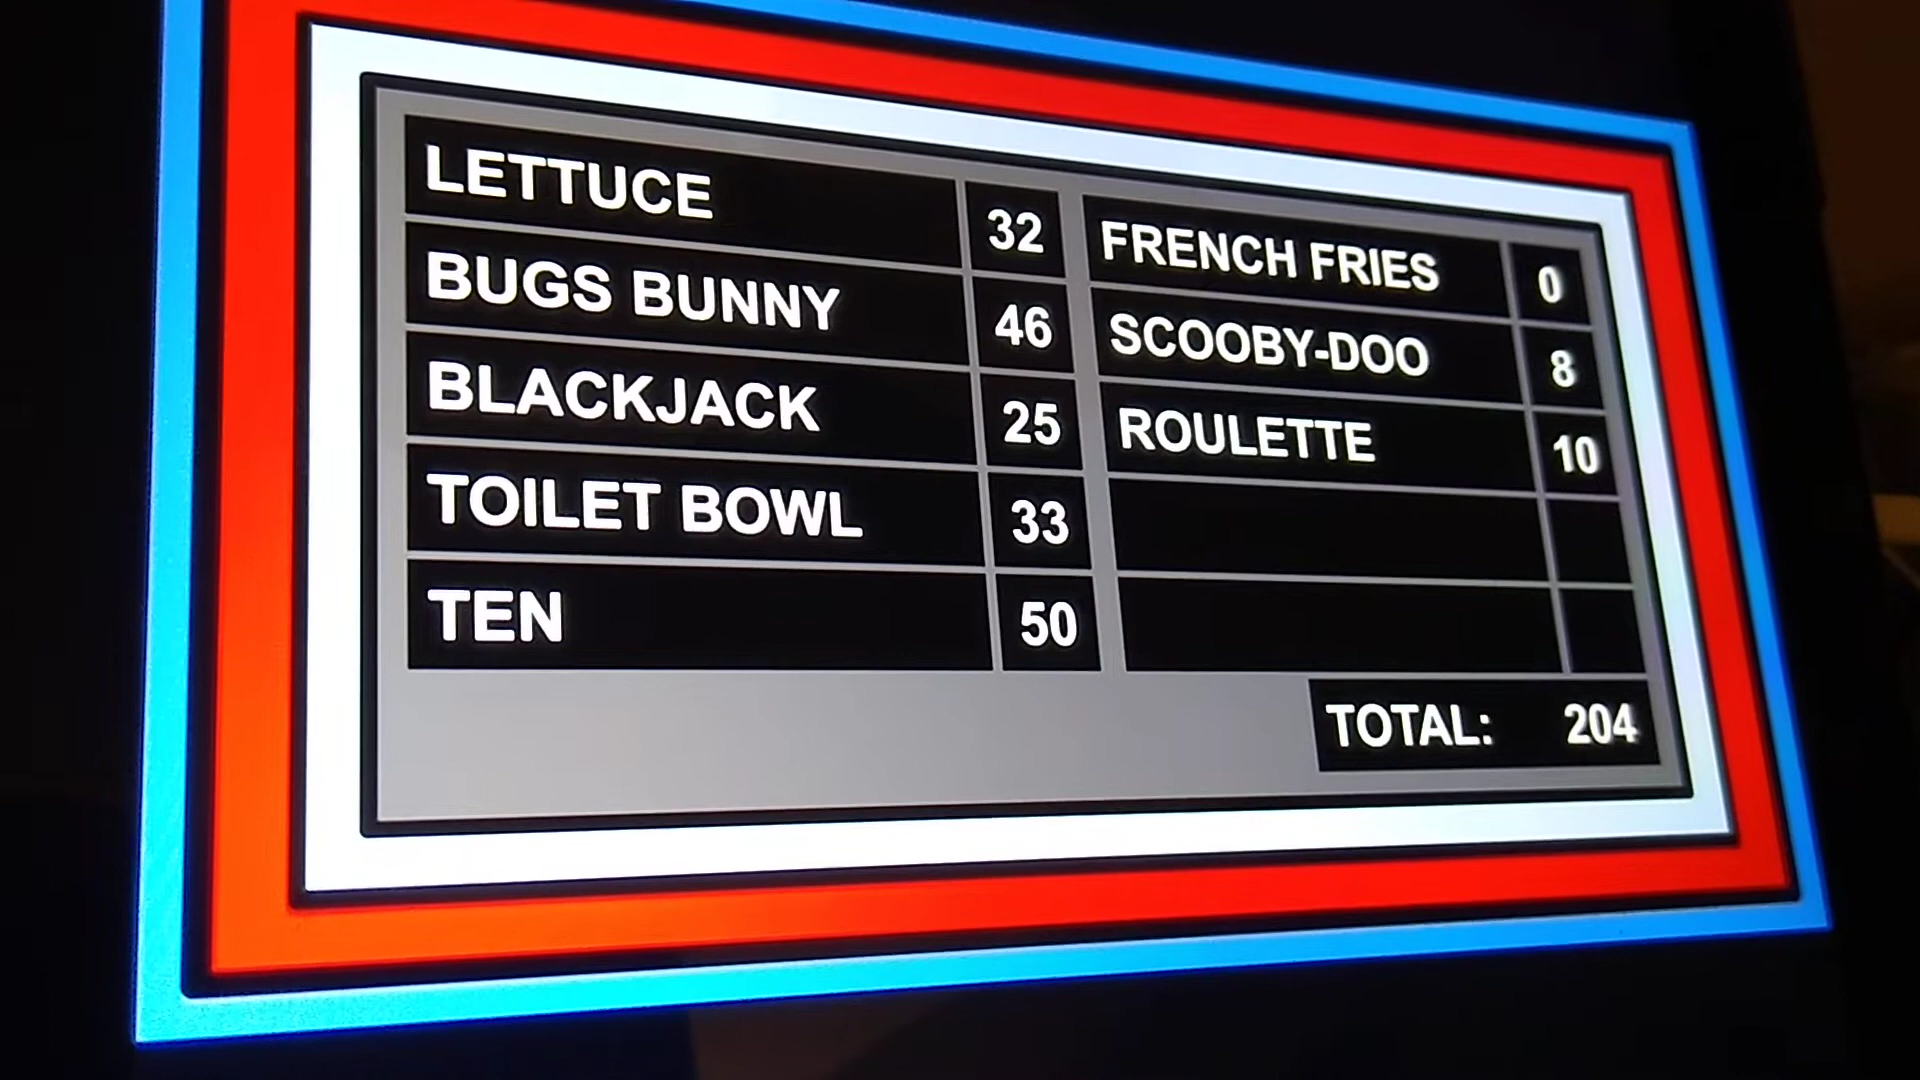 LETTUCE 32
BUGS BUNNY 46
BLACKJACK 25
TOILET BOWL 33
TEN 50
FRENCH FRIES 0
SCOOBY-DOO 8
ROULETTE 10
TOTAL: 204